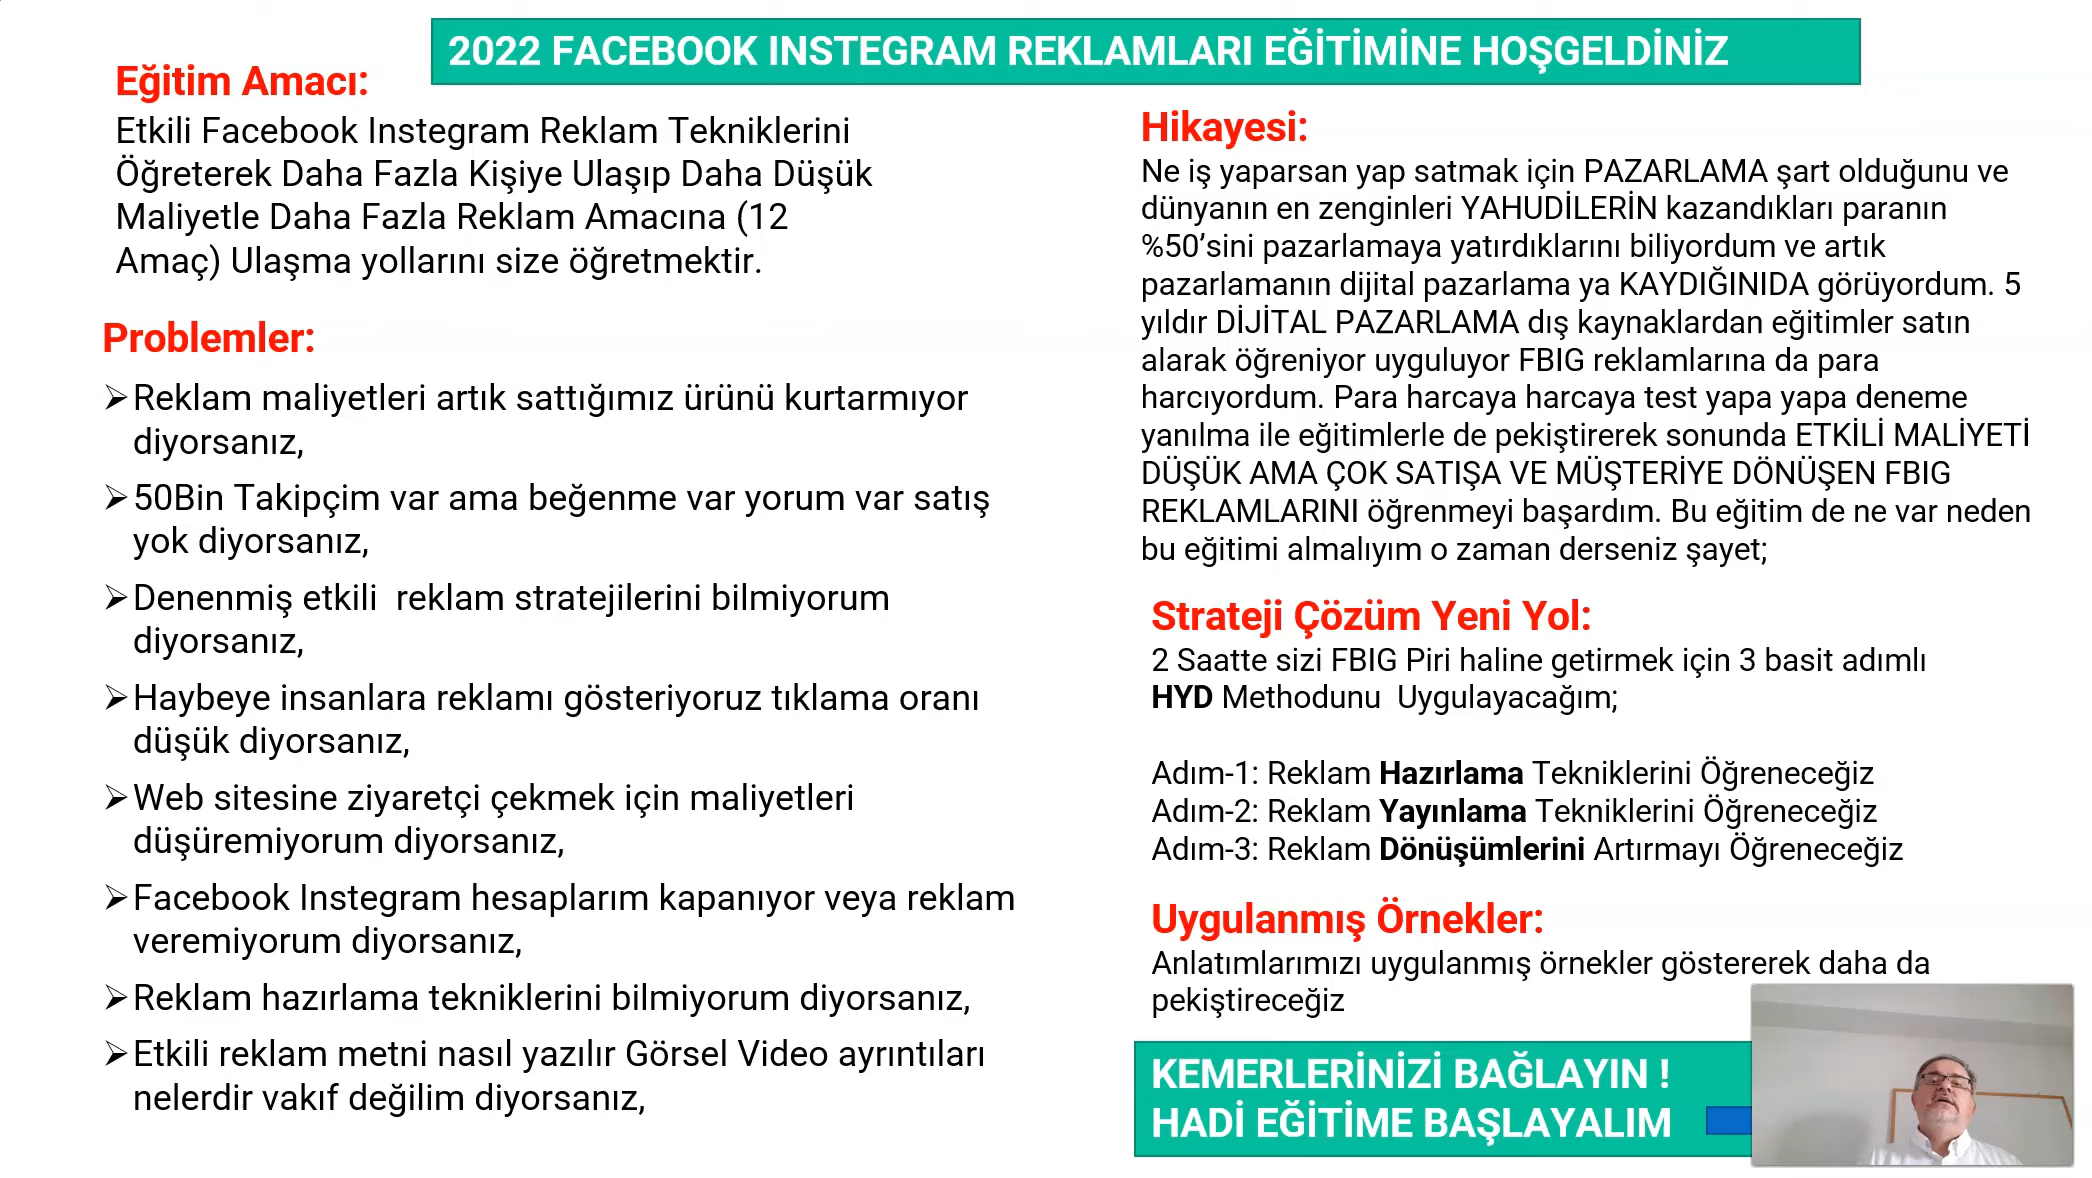 2022 FACEBOOK INSTEGRAM REKLAMLARI EĞİTİMİNE HOŞGELDİNİZ
Eğitim Amacı:
Etkili Facebook Instegram Reklam Tekniklerini
Öğreterek Daha Fazla Kişiye Ulaşıp Daha Düşük
Maliyetle Daha Fazla Reklam Amacına (12
Amaç) Ulaşma yollarını size öğretmektir.
Problemler:
➢Reklam maliyetleri artık sattığımız ürünü kurtarmıyor
diyorsanız,
➢50Bin Takipçim var ama beğenme var yorum var satış
yok diyorsanız,
➢Denenmiş etkili  reklam stratejilerini bilmiyorum
diyorsanız,
➢Haybeye insanlara reklamı gösteriyoruz tıklama oranı
düşük diyorsanız,
➢Web sitesine ziyaretçi çekmek için maliyetleri
düşüremiyorum diyorsanız,
➢Facebook Instegram hesaplarım kapanıyor veya reklam
veremiyorum diyorsanız,
➢Reklam hazırlama tekniklerini bilmiyorum diyorsanız,
➢Etkili reklam metni nasıl yazılır Görsel Video ayrıntıları
nelerdir vakıf değilim diyorsanız,
Hikayesi:
Ne iş yaparsan yap satmak için PAZARLAMA şart olduğunu ve
dünyanın en zenginleri YAHUDİLERİN kazandıkları paranın
%50’sini pazarlamaya yatırdıklarını biliyordum ve artık
pazarlamanın dijital pazarlama ya KAYDIĞINIDA görüyordum. 5
yıldır DİJİTAL PAZARLAMA dış kaynaklardan eğitimler satın
alarak öğreniyor uyguluyor FBIG reklamlarına da para
harcıyordum. Para harcaya harcaya test yapa yapa deneme
yanılma ile eğitimlerle de pekiştirerek sonunda ETKİLİ MALİYETİ
DÜŞÜK AMA ÇOK SATIŞA VE MÜŞTERİYE DÖNÜŞEN FBIG
REKLAMLARINI öğrenmeyi başardım. Bu eğitim de ne var neden
bu eğitimi almalıyım o zaman derseniz şayet;
Strateji Çözüm Yeni Yol:
2 Saatte sizi FBIG Piri haline getirmek için 3 basit adımlı
HYD Methodunu  Uygulayacağım;
Adım-1: Reklam Hazırlama Tekniklerini Öğreneceğiz
Adım-2: Reklam Yayınlama Tekniklerini Öğreneceğiz
Adım-3: Reklam Dönüşümlerini Artırmayı Öğreneceğiz
Uygulanmış Örnekler:
Anlatımlarımızı uygulanmış örnekler göstererek daha da
pekiştireceğiz
KEMERLERİNİZİ BAĞLAYIN !
HADİ EĞİTİME BAŞLAYALIM